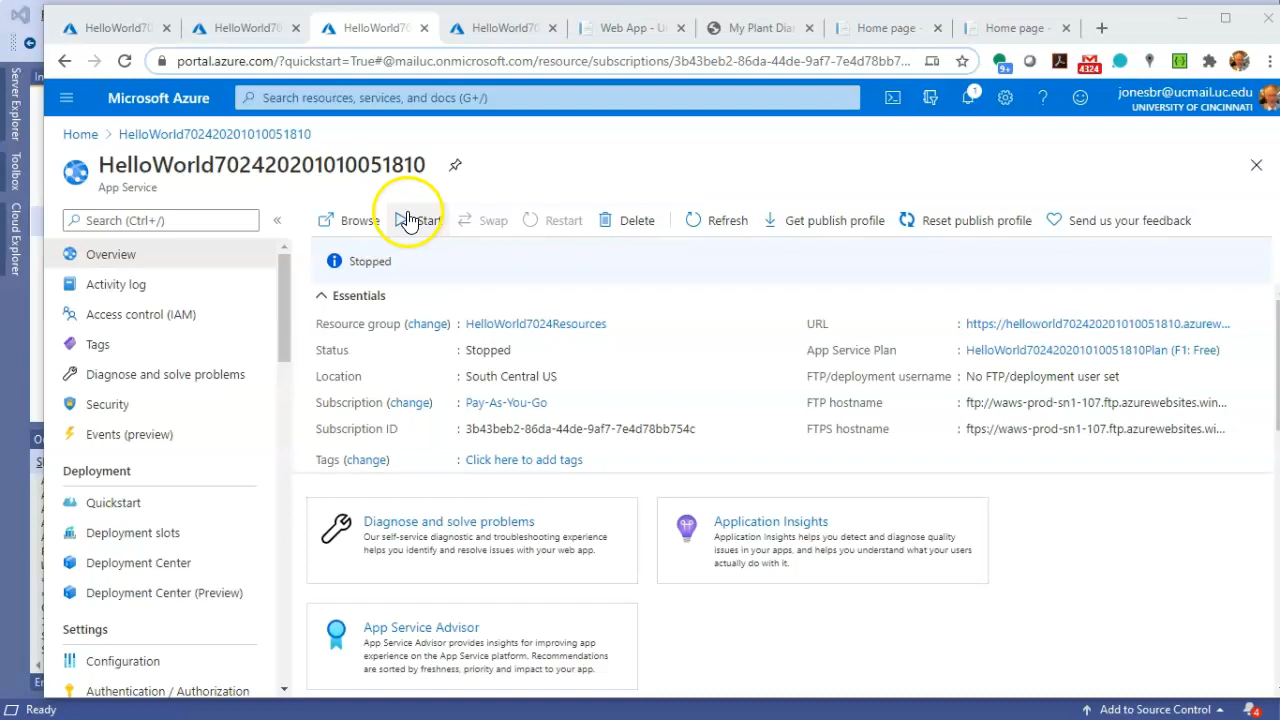 HelloWorld70
HelloWorld70
HelloWorld70
HelloWorld70
Web App - U
My Plant Dia
Home page -
Home page -
portal.azure.com/?quickstart=True#@mailuc.onmicrosoft.com/resource/subscriptions/3b43beb2-86da-44de-9af7-7e4d78bb754c/resourc...
9+
4324
Microsoft Azure
Search resources, services, and docs (G+/)
1
jonesbr@ucmail.uc.edu
UNIVERSITY OF CINCINNATI
Home > HelloWorld702420201010051810
HelloWorld702420201010051810
App Service
Search (Ctrl+/)
Browse
Start
Swap
Restart
Delete
Refresh
Get publish profile
Reset publish profile
Send us your feedback
Stopped
Overview
Activity log
Access control (IAM)
Tags
Diagnose and solve problems
Security
Events (preview)
Deployment
Quickstart
Deployment slots
Deployment Center
Deployment Center (Preview)
Settings
Configuration
Authentication / Authorization
Essentials
Resource group (change) : HelloWorld7024Resources
Status : Stopped
Location : South Central US
Subscription (change) : Pay-As-You-Go
Subscription ID : 3b43beb2-86da-44de-9af7-7e4d78bb754c
Tags (change) : Click here to add tags
URL : https://helloworld702420201010051810.azurew...
App Service Plan : HelloWorld702420201010051810Plan (F1: Free)
FTP/deployment username : No FTP/deployment user set
FTP hostname : ftp://waws-prod-sn1-107.ftp.azurewebsites.win...
FTPS hostname : ftps://waws-prod-sn1-107.ftp.azurewebsites.wi...
Diagnose and solve problems
Our self-service diagnostic and troubleshooting experience
helps you identify and resolve issues with your web app.
Application Insights
Application Insights helps you detect and diagnose quality
issues in your apps, and helps you understand what your users
actually do with it.
App Service Advisor
App Service Advisor provides insights for improving app
experience on the App Service platform. Recommendations
are sorted by freshness, priority and impact to your app.
Server Explorer
Toolbox
Cloud Explorer
Ready
Add to Source Control
4